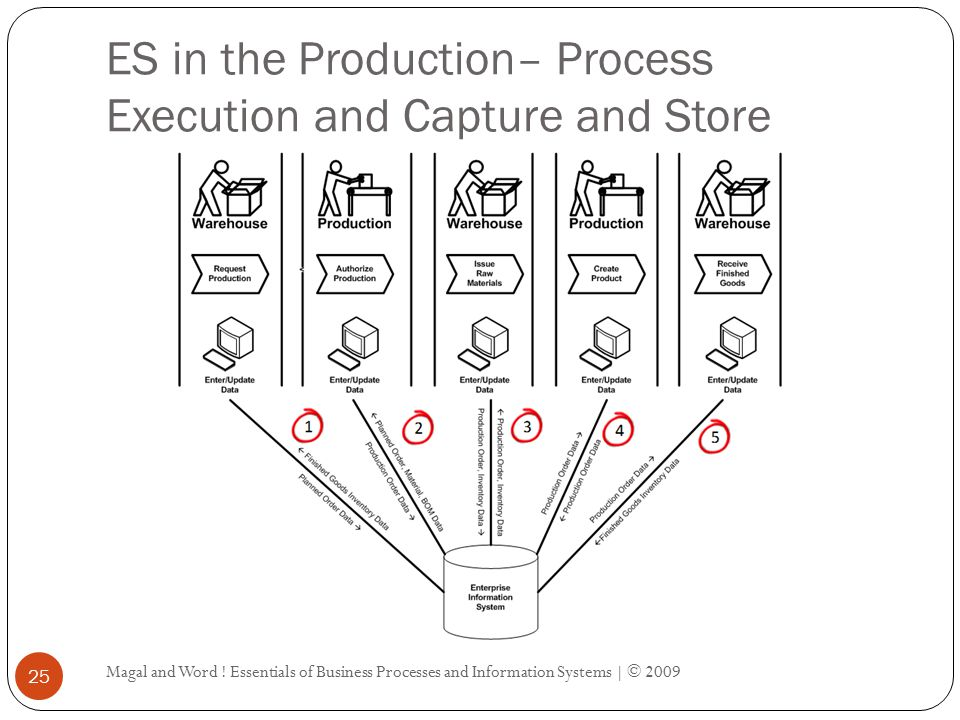 ES in the Production– Process
Execution and Capture and Store
Warehouse
Production
Warehouse
Production
Warehouse
Request
Production
<
Authorize
Production
Issue
Raw
Materials
Create
Product
Receive
Finished
Goods
Enter/Update
Data
Enter/Update
Data
Enter/Update
Data
Enter/Update
Data
Enter/Update
Data
1
2
3
4
5
← Finished Goods Inventory Data
Planned Order Data →
← Planned Order, Material, BOM Data
Production Order Data →
← Production Order, Inventory Data
Production Order, Inventory Data →
Production Order Data →
← Production Order Data
Production Order Data →
←Finished Goods Inventory Data
Enterprise
Information
System
25
Magal and Word ! Essentials of Business Processes and Information Systems | © 2009